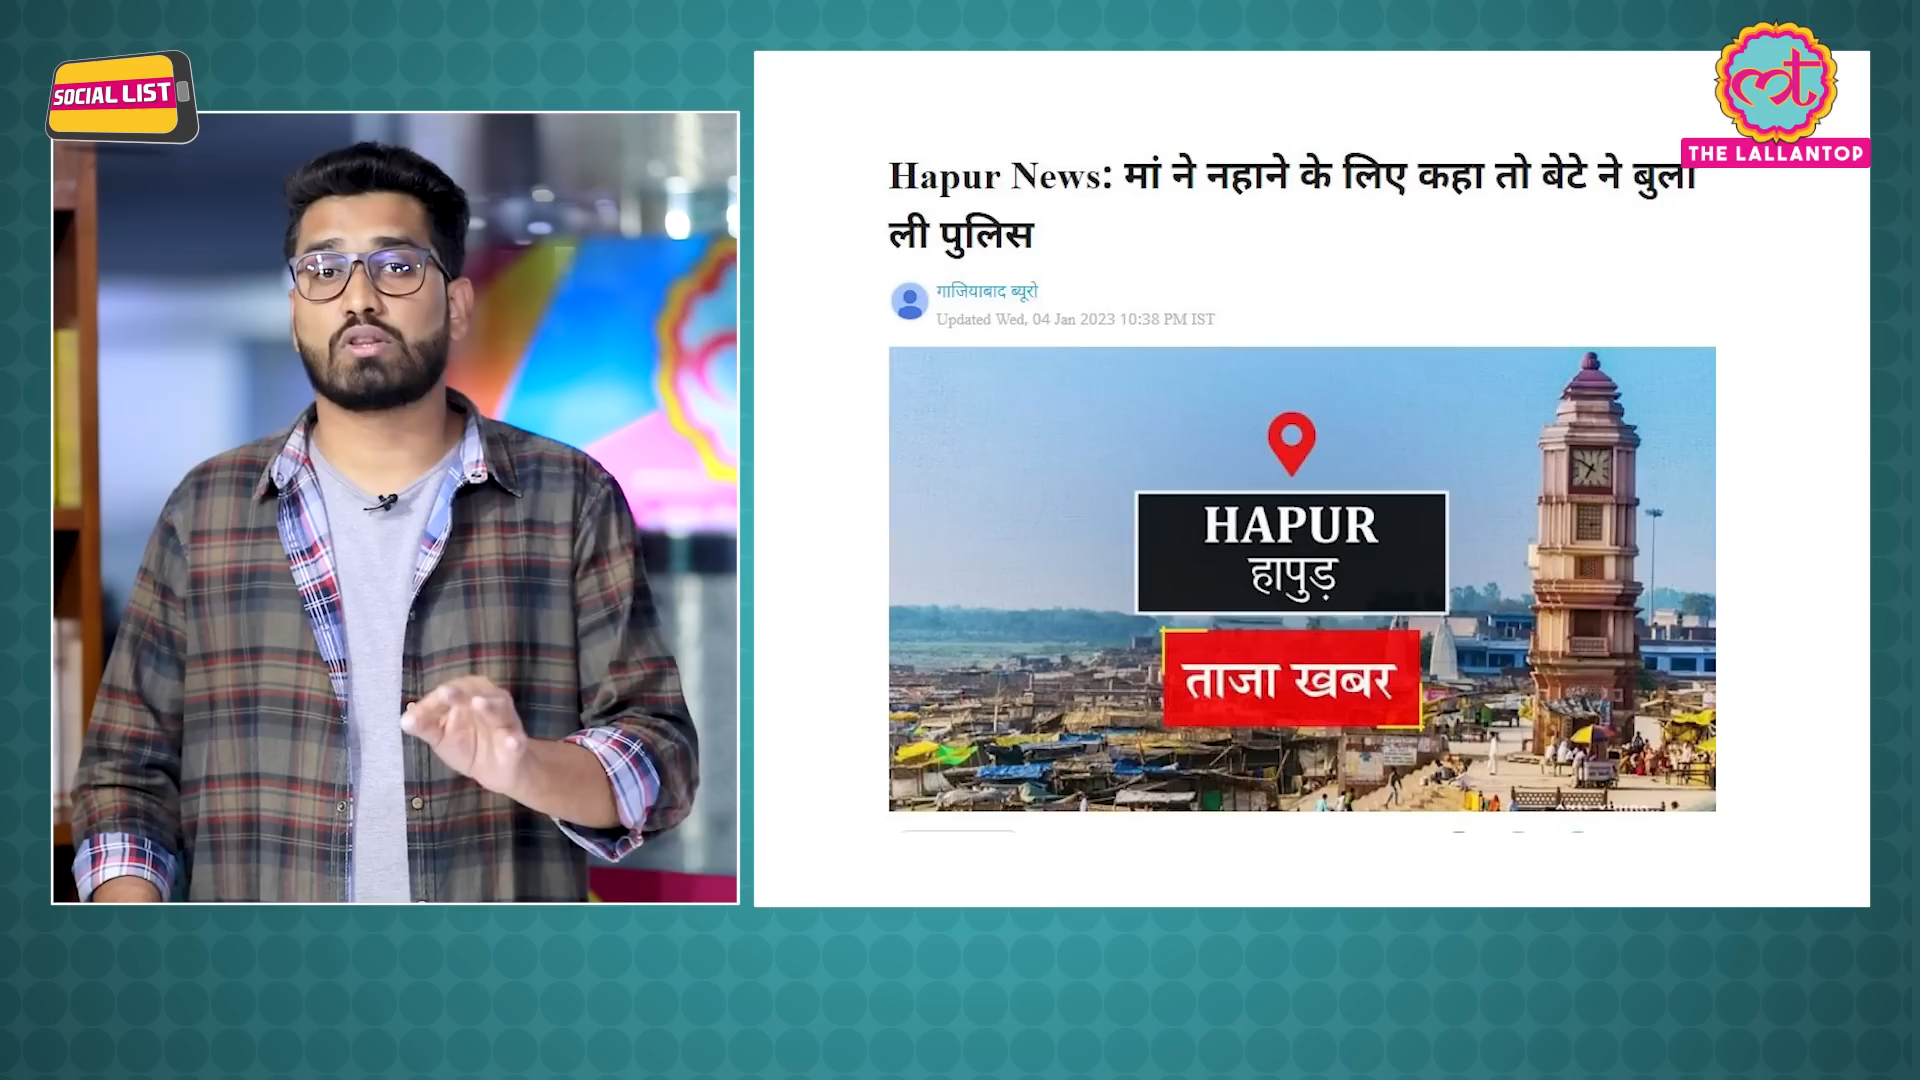 SOCIAL LIST
THE LALLANTOP
Hapur News: मां ने नहाने के लिए कहा तो बेटे ने बुला
ली पुलिस
गाजियाबाद ब्यूरो
Updated Wed, 04 Jan 2023 10:38 PM IST
HAPUR
हापुड़
ताजा खबर